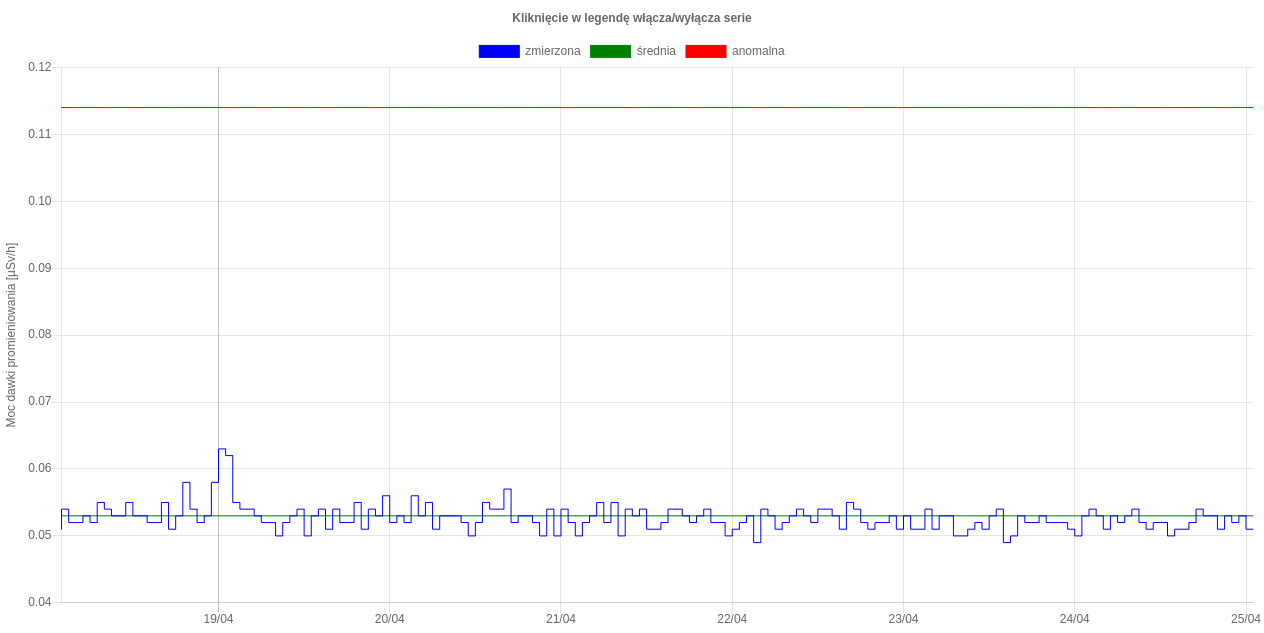 Kliknięcie w legendę włącza/wyłącza serie
zmierzona średnia anomalna
Moc dawki promieniowania [µSv/h]
0.12
0.11
0.10
0.09
0.08
0.07
0.06
0.05
0.04
19/04 20/04 21/04 22/04 23/04 24/04 25/04